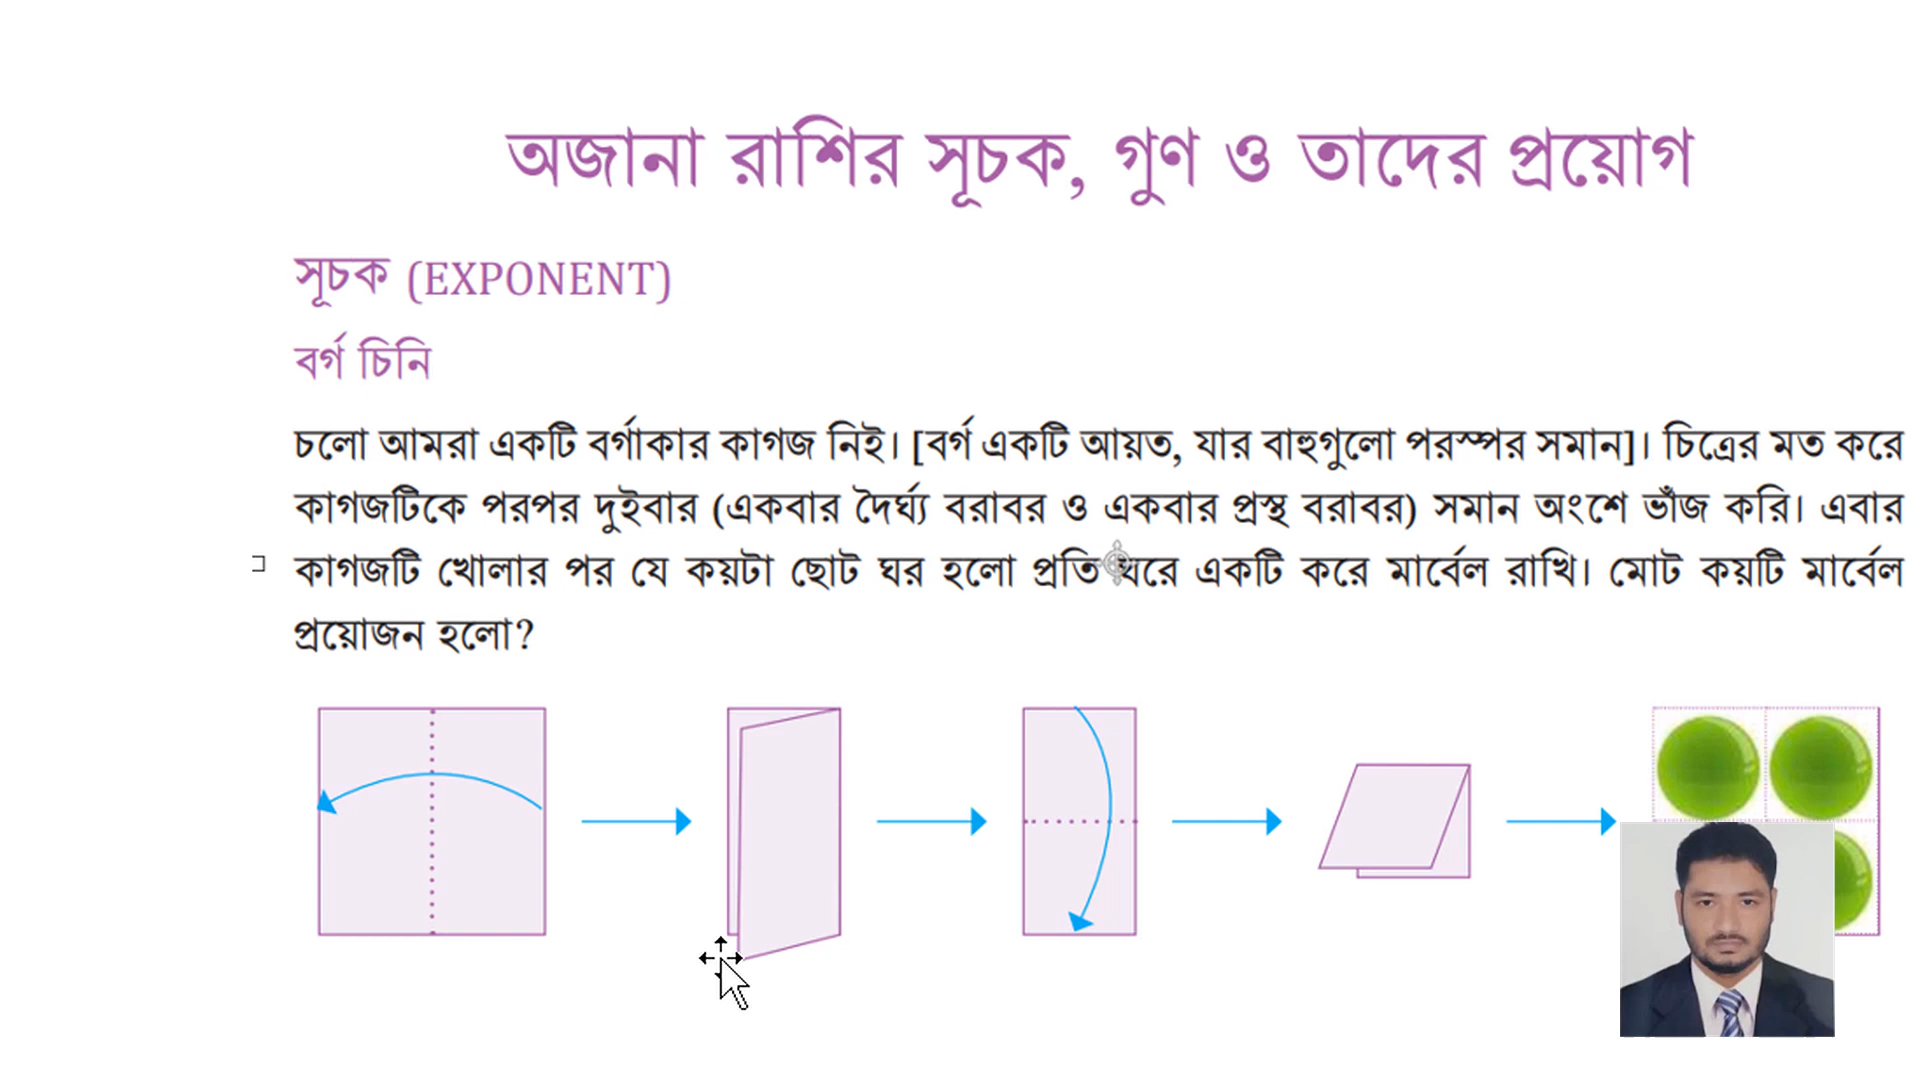 অজানা রাশির সূচক, গুণ ও তাদের প্রয়োগ
সূচক (EXPONENT)
বর্গ চিনি
চলো আমরা একটি বর্গাকার কাগজ নিই। [বর্গ একটি আয়ত, যার বাহুগুলো পরস্পর সমান]। চিত্রের মত করে
কাগজটিকে পরপর দুইবার (একবার দৈর্ঘ্য বরাবর ও একবার প্রস্থ বরাবর) সমান অংশে ভাঁজ করি। এবার
কাগজটি খোলার পর যে কয়টা ছোট ঘর হলো প্রতি ঘরে একটি করে মার্বেল রাখি। মোট কয়টি মার্বেল
প্রয়োজন হলো?